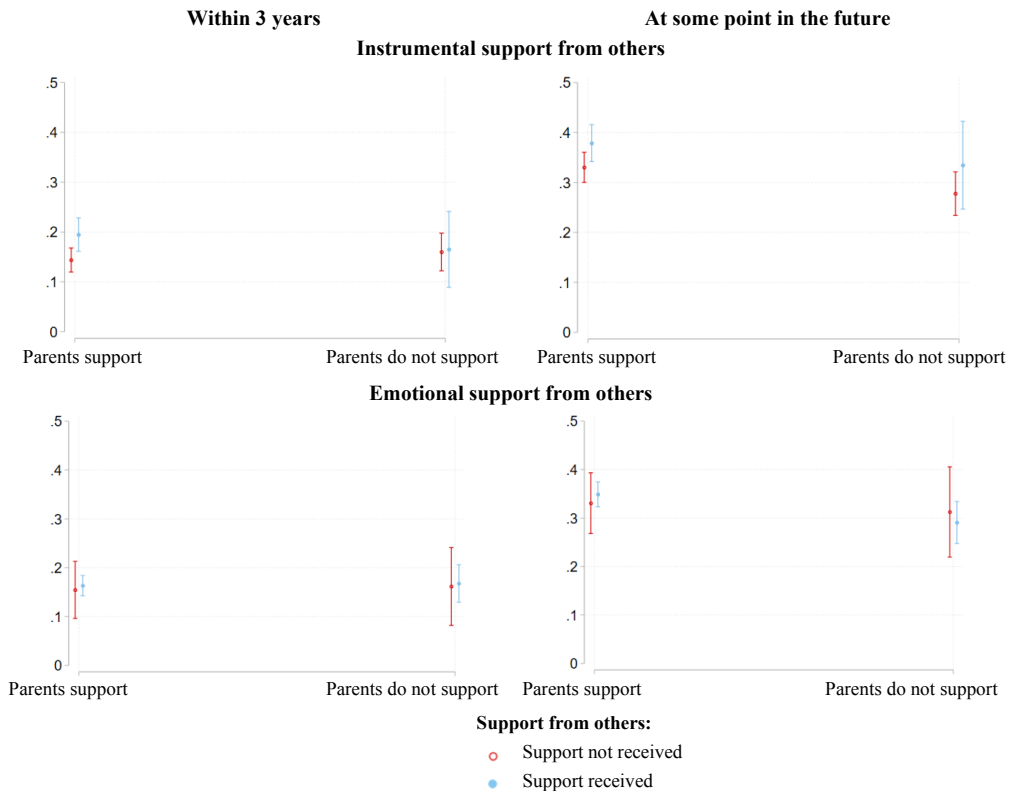 Within 3 years At some point in the future
Instrumental support from others
.5 .5
.4 .4
.3 .3
.2 .2
.1 .1
0 0
Parents support Parents do not support Parents support Parents do not support
Emotional support from others
.5 .5
.4 .4
.3 .3
.2 .2
.1 .1
0 0
Parents support Parents do not support Parents support Parents do not support
Support from others:
Support not received
Support received